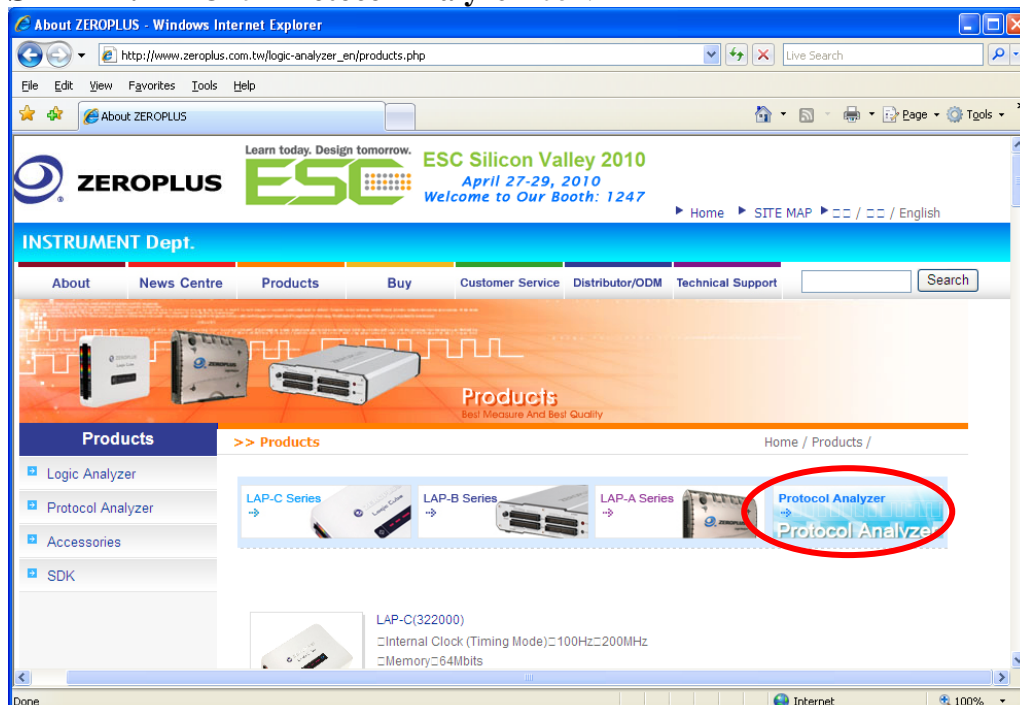 About ZEROPLUS - Windows Internet Explorer
http://www.zeroplus.com.tw/logic-analyzer_en/products.php
Live Search
File Edit View Favorites Tools Help
About ZEROPLUS
Page Tools
ZEROPLUS
Learn today. Design tomorrow.
ESC
ESC Silicon Valley 2010
April 27-29, 2010
Welcome to Our Booth: 1247
Home SITE MAP / / English
INSTRUMENT Dept.
About News Centre Products Buy Customer Service Distributor/ODM Technical Support Search
Products
Best Measure And Best Quality
Products
>> Products
Home / Products /
Logic Analyzer
Protocol Analyzer
Accessories
SDK
LAP-C Series
LAP-B Series
LAP-A Series
Protocol Analyzer
Protocol Analyzer
LAP-C(322000)
□Internal Clock (Timing Mode)□100Hz□200MHz
□Memory□64Mbits
Done
Internet
100%